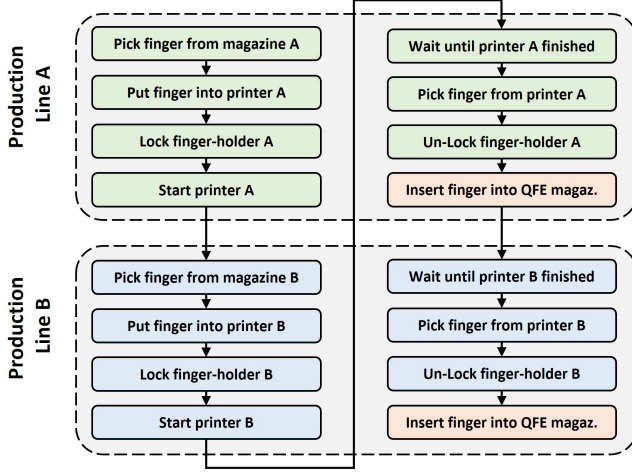 Production
Line A
Pick finger from magazine A
Put finger into printer A
Lock finger-holder A
Start printer A
Wait until printer A finished
Pick finger from printer A
Un-Lock finger-holder A
Insert finger into QFE magaz.
Production
Line B
Pick finger from magazine B
Put finger into printer B
Lock finger-holder B
Start printer B
Wait until printer B finished
Pick finger from printer B
Un-Lock finger-holder B
Insert finger into QFE magaz.